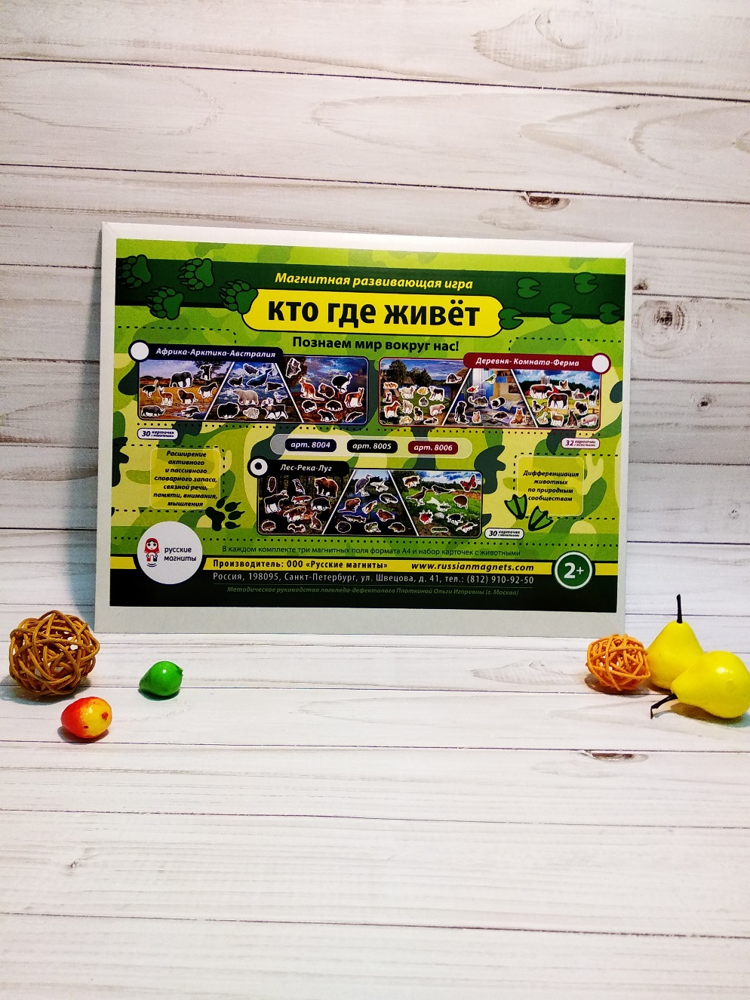 Магнитная развивающая игра
кто где живёт
Познаем мир вокруг нас!
Африка-Арктика-Австралия
Деревня- Комната-Ферма
30 карточек
с животными
32 карточки
с животными
арт. 8004
арт. 8005
арт. 8006
Расширение
активного
и пассивного
словарного запаса,
связной речи,
памяти, внимания,
мышления
Лес-Река-Луг
Дифференциация
животных
по природным
сообществам
30 карточек
с животными
русские
магниты
В каждом комплекте три магнитных поля формата А4 и набор карточек с животными
Производитель: ООО «Русские магниты»
www.russianmagnets.com
Россия, 198095, Санкт-Петербург, ул. Швецова, д. 41, тел.: (812) 910-92-50
Методическое руководство логопеда-дефектолога Плоткиной Ольги Игоревны (г. Москва)
2+